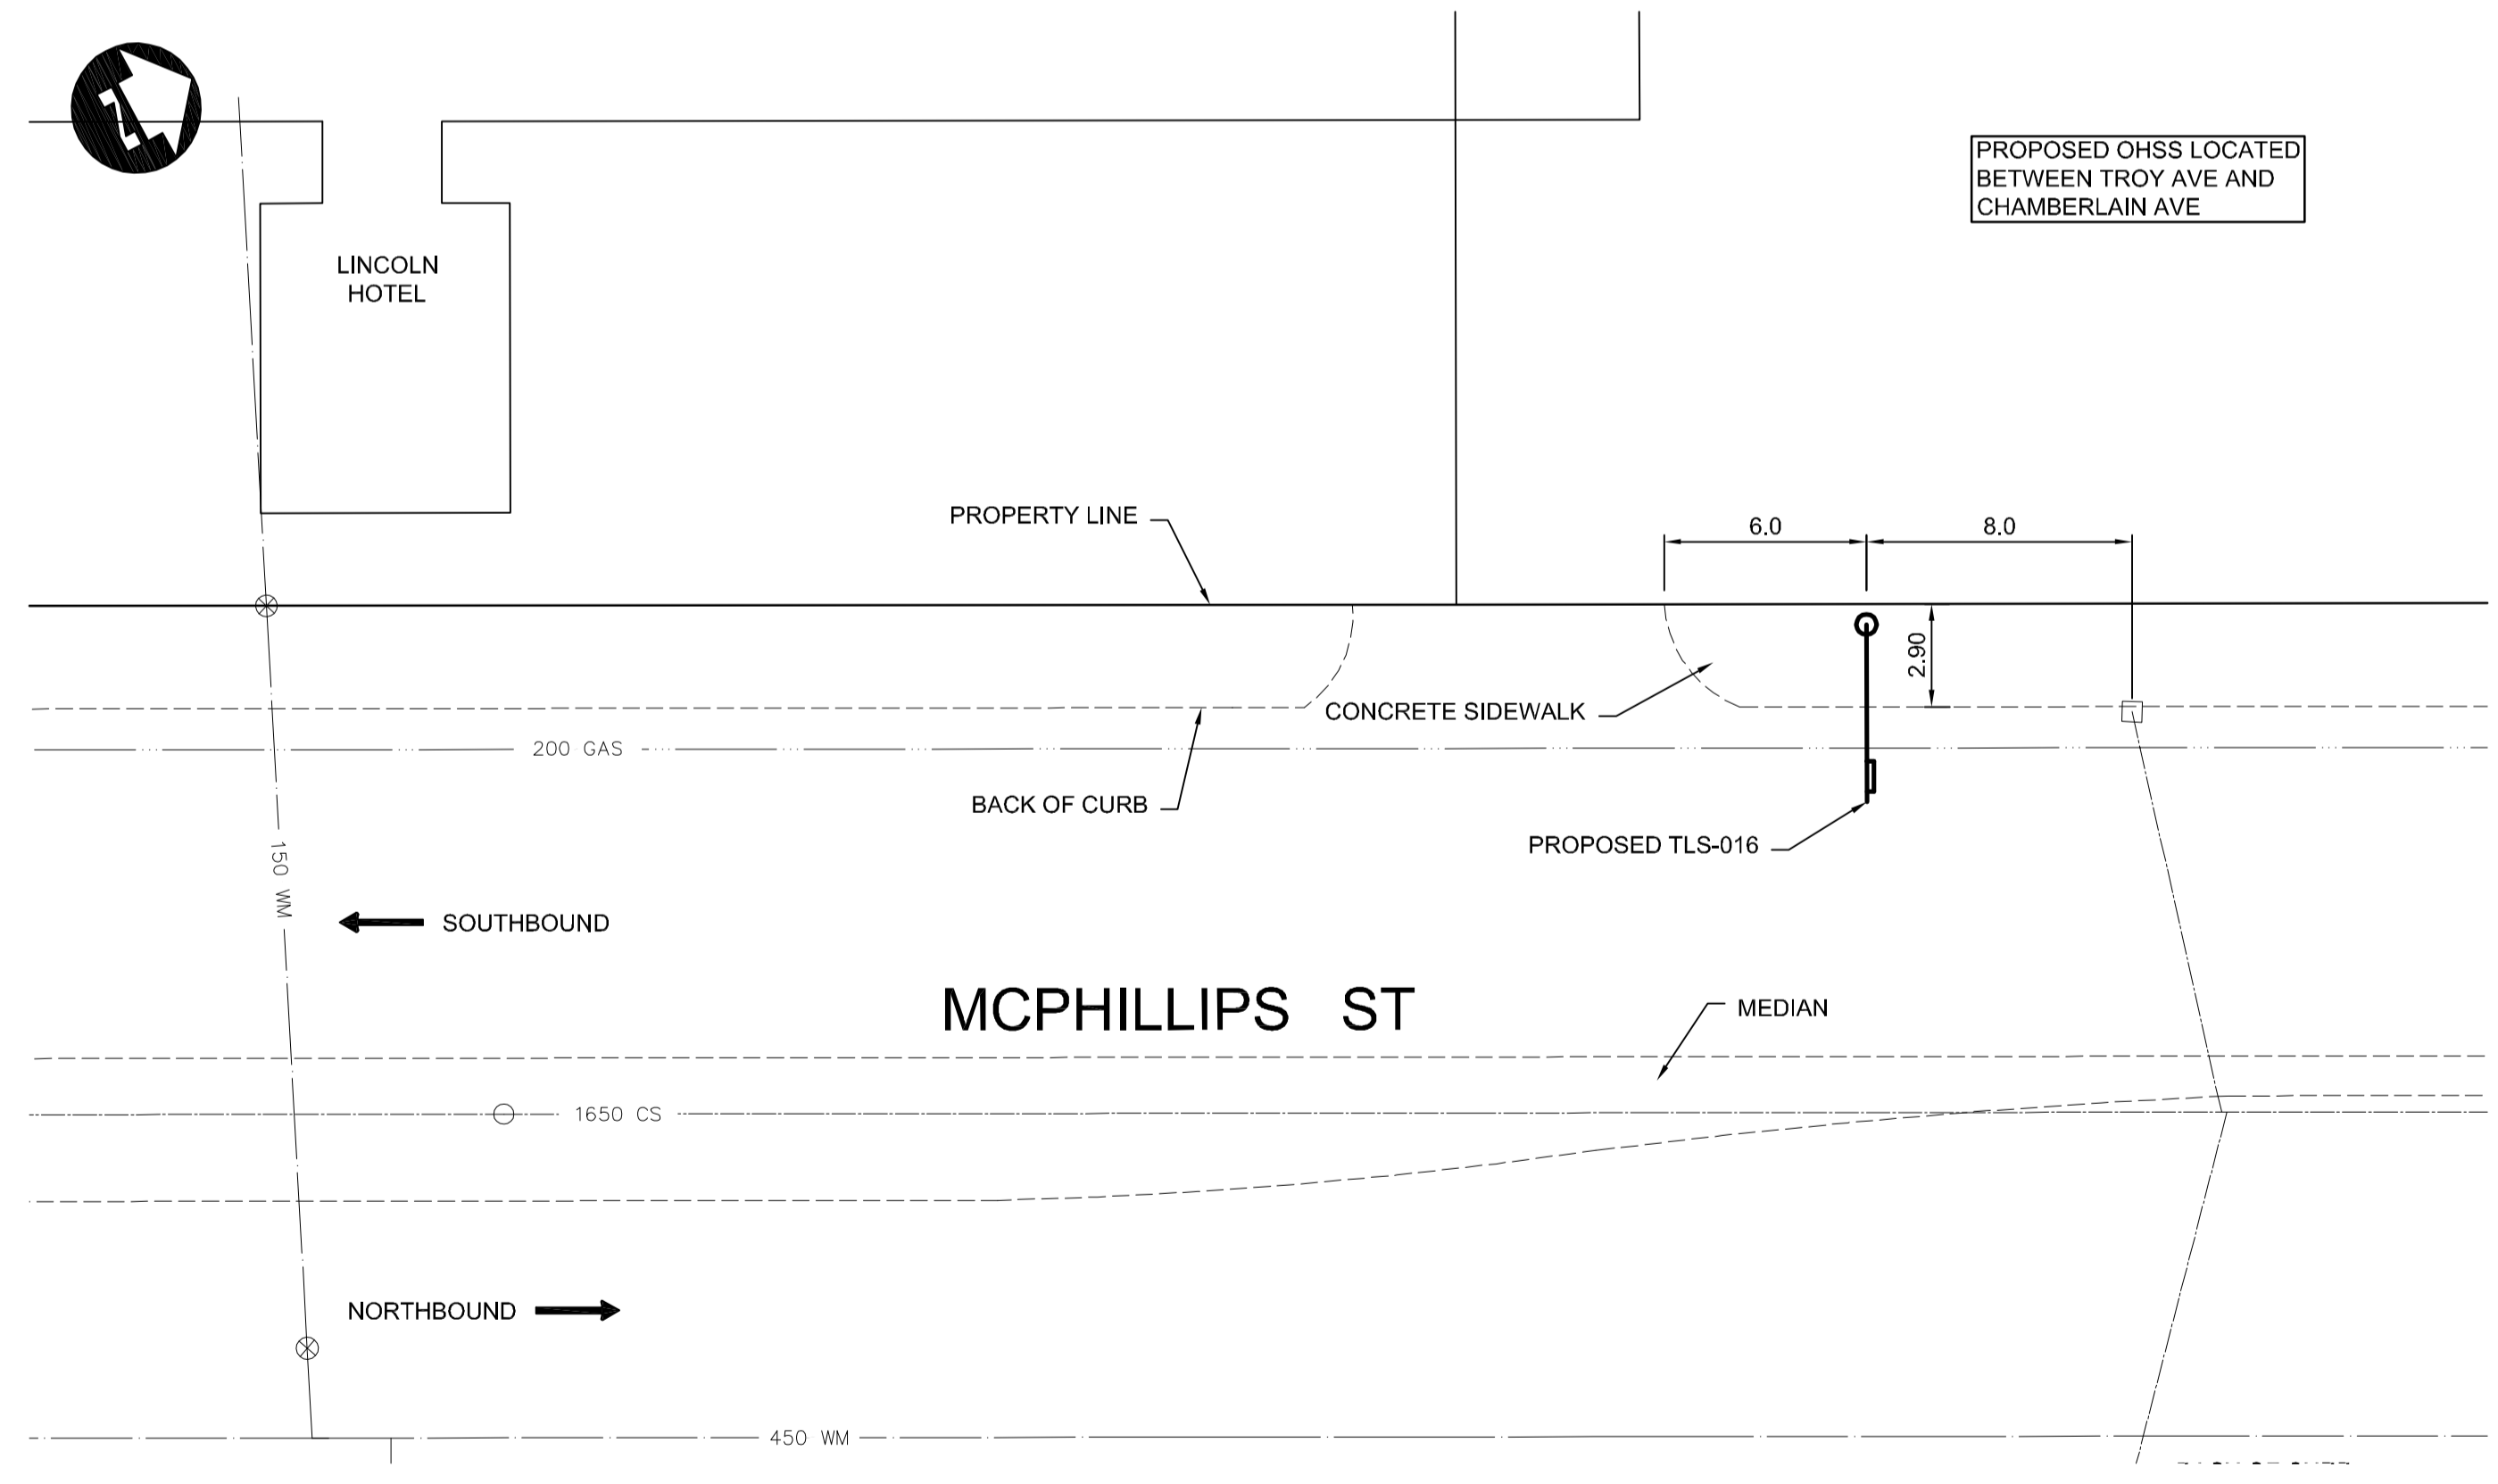 PROPOSED OHSS LOCATED
BETWEEN TROY AVE AND
CHAMBERLAIN AVE
LINCOLN
HOTEL
PROPERTY LINE
6.0
8.0
2.90
CONCRETE SIDEWALK
200 GAS
BACK OF CURB
PROPOSED TLS-016
150 WM
SOUTHBOUND
MCPHILLIPS ST
MEDIAN
1650 CS
NORTHBOUND
450 WM